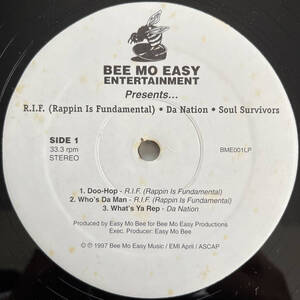 BEE MO EASY
ENTERTAINMENT
Presents...
R.I.F. (Rappin Is Fundamental) • Da Nation • Soul Survivors
SIDE 1
33.3 rpm
STEREO
BME001LP
1. Doo-Hop - R.I.F. (Rappin Is Fundamental)
2. Who's Da Man - R.I.F. (Rappin Is Fundamental)
3. What's Ya Rep - Da Nation
Produced by Easy Mo Bee for Bee Mo Easy Productions
Exec. Producer: Easy Mo Bee
© ℗ 1997 Bee Mo Easy Music / EMI April / ASCAP